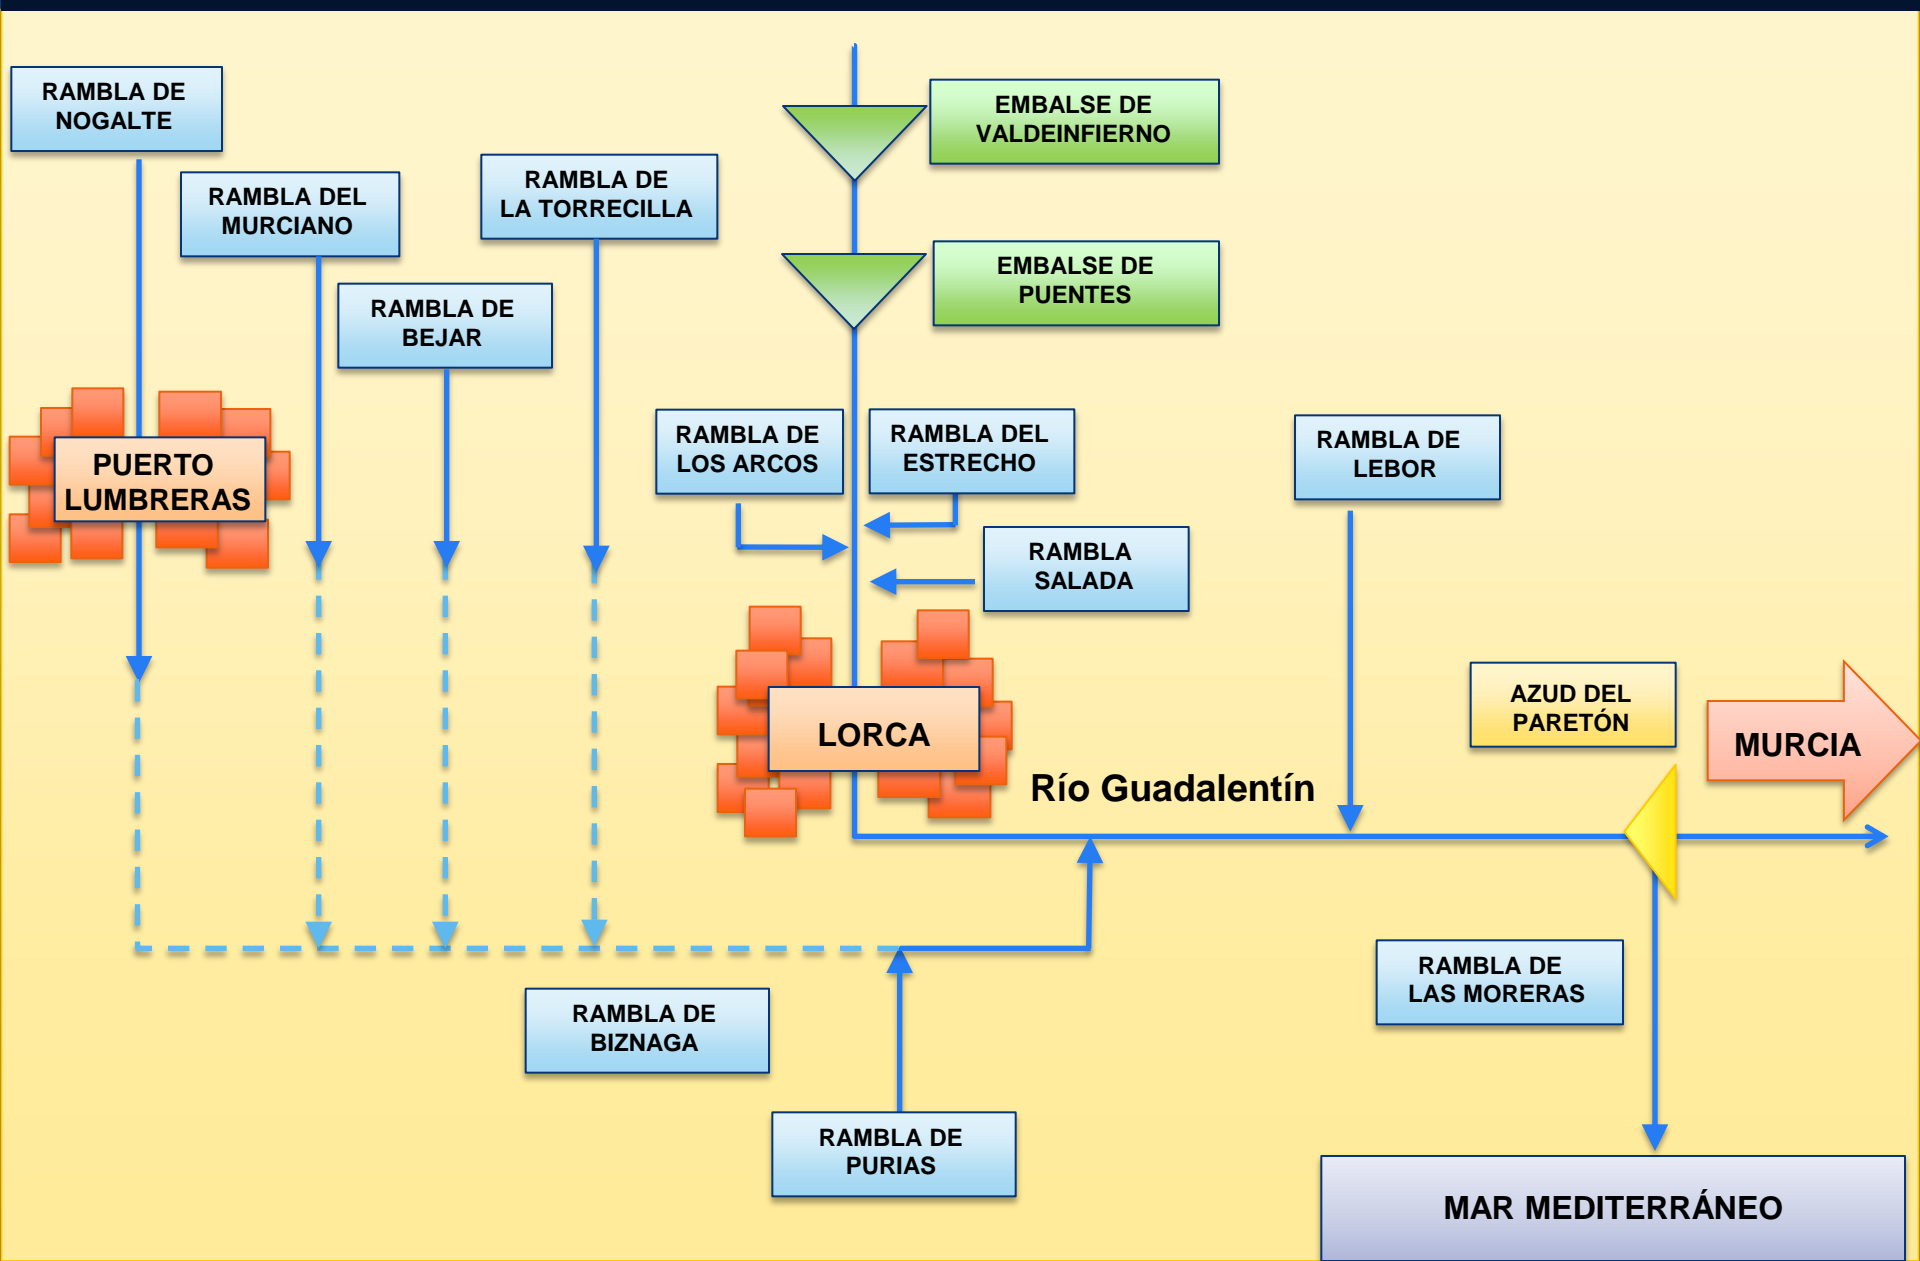 RAMBLA DE
NOGALTE
RAMBLA DEL
MURCIANO
RAMBLA DE
LA TORRECILLA
EMBALSE DE
VALDEINFIERNO
EMBALSE DE
PUENTES
RAMBLA DE
BEJAR
RAMBLA DE
LOS ARCOS
RAMBLA DEL
ESTRECHO
RAMBLA DE
LEBOR
PUERTO
LUMBRERAS
RAMBLA
SALADA
AZUD DEL
PARETÓN
LORCA
MURCIA
Río Guadalentín
RAMBLA DE
LAS MORERAS
RAMBLA DE
BIZNAGA
RAMBLA DE
PURIAS
MAR MEDITERRÁNEO